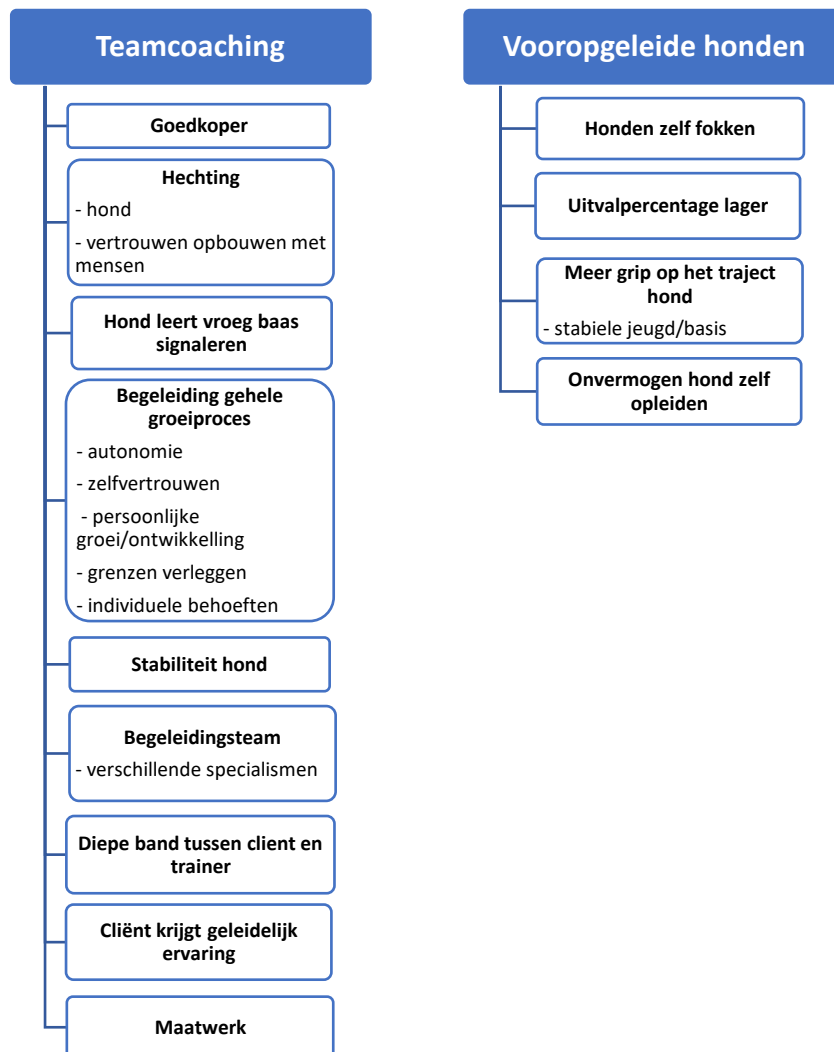 Teamcoaching
Goedkoper
Hechting
- hond
- vertrouwen opbouwen met
mensen
Hond leert vroeg baas
signaleren
Begeleiding gehele
groeiproces
- autonomie
- zelfvertrouwen
- persoonlijke
groei/ontwikkelling
- grenzen verleggen
- individuele behoeften
Stabiliteit hond
Begeleidingsteam
- verschillende specialismen
Diepe band tussen client en
trainer
Cliënt krijgt geleidelijk
ervaring
Maatwerk
Vooropgeleide honden
Honden zelf fokken
Uitvalpercentage lager
Meer grip op het traject
hond
- stabiele jeugd/basis
Onvermogen hond zelf
opleiden